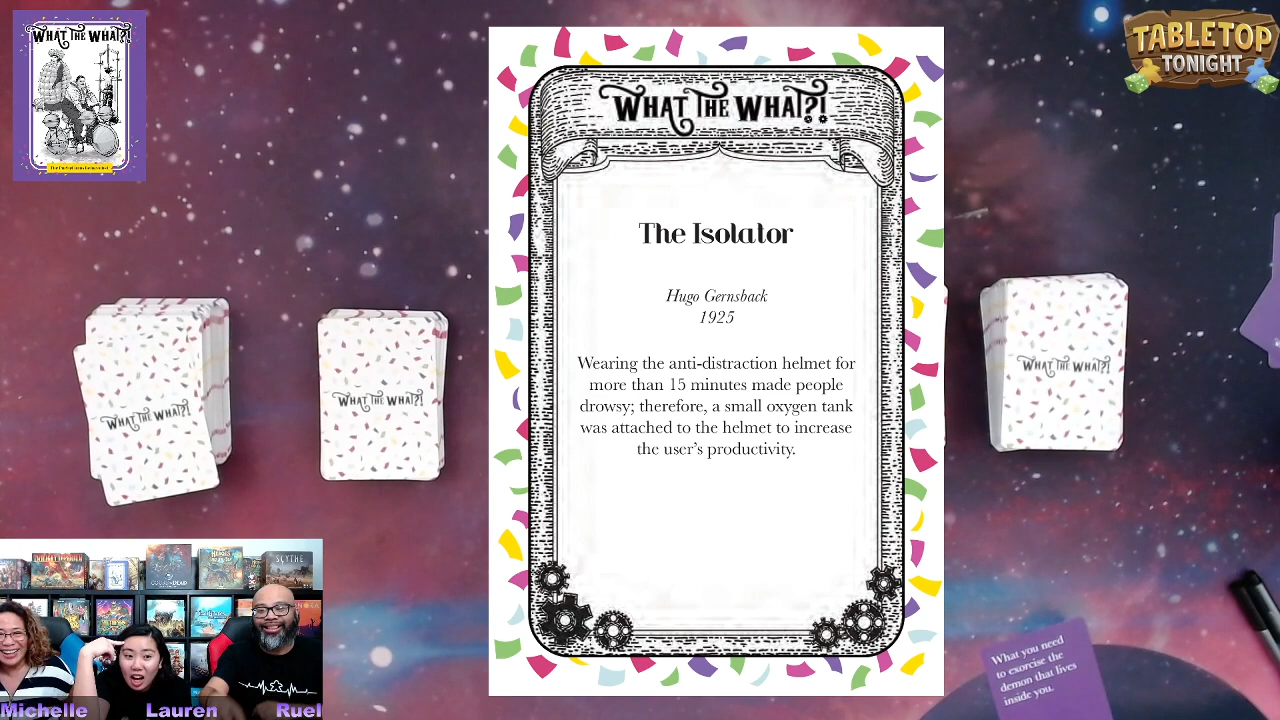 WHAT THE WHAT?!
TABLETOP
TONIGHT
WHAT THE WHAT?!
The Isolator
Hugo Gernsback
1925
Wearing the anti-distraction helmet for
more than 15 minutes made people
drowsy; therefore, a small oxygen tank
was attached to the helmet to increase
the user's productivity.
WHAT THE WHAT?!
WHAT THE WHAT?!
WHAT THE WHAT?!
SCYTHE
What you need
to exorcise the
demon that lives
inside you.
Michelle
Lauren
Ruel